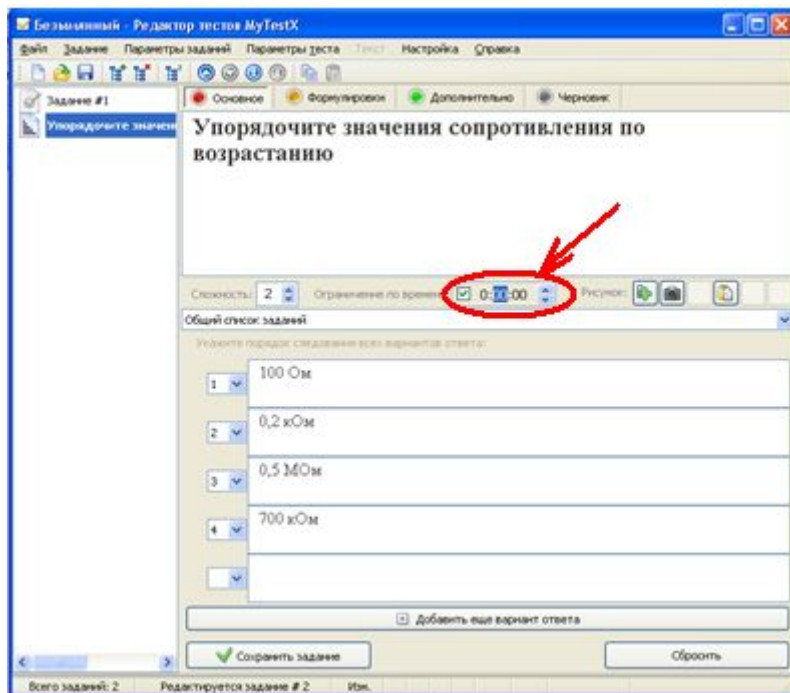 Безымянный - Редактор тестов MyTestX
Файл Задание Параметры заданий Параметры теста Текст Настройка Справка
Задание #1
Упорядочите значен
Основное Формулировки Дополнительно Черновик
Упорядочите значения сопротивления по
возрастанию
Сложность: 2 Ограничение по времени 0: :00 Рисунок:
Общий список заданий
Укажите порядок следования всех вариантов ответа:
1 100 Ом
2 0,2 кОм
3 0,5 МОм
4 700 кОм
Добавить еще вариант ответа
Сохранить задание Сбросить
Всего заданий: 2 Редактируется задание # 2 Изм.